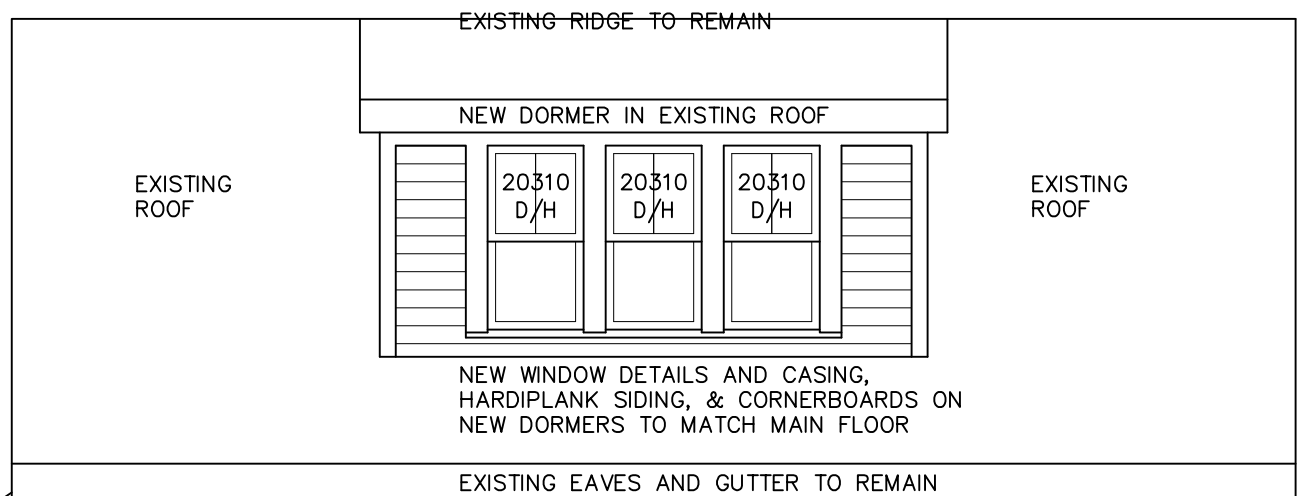 EXISTING RIDGE TO REMAIN
NEW DORMER IN EXISTING ROOF
EXISTING
ROOF
20310
D/H
20310
D/H
20310
D/H
EXISTING
ROOF
NEW WINDOW DETAILS AND CASING,
HARDIPLANK SIDING, & CORNERBOARDS ON
NEW DORMERS TO MATCH MAIN FLOOR
EXISTING EAVES AND GUTTER TO REMAIN